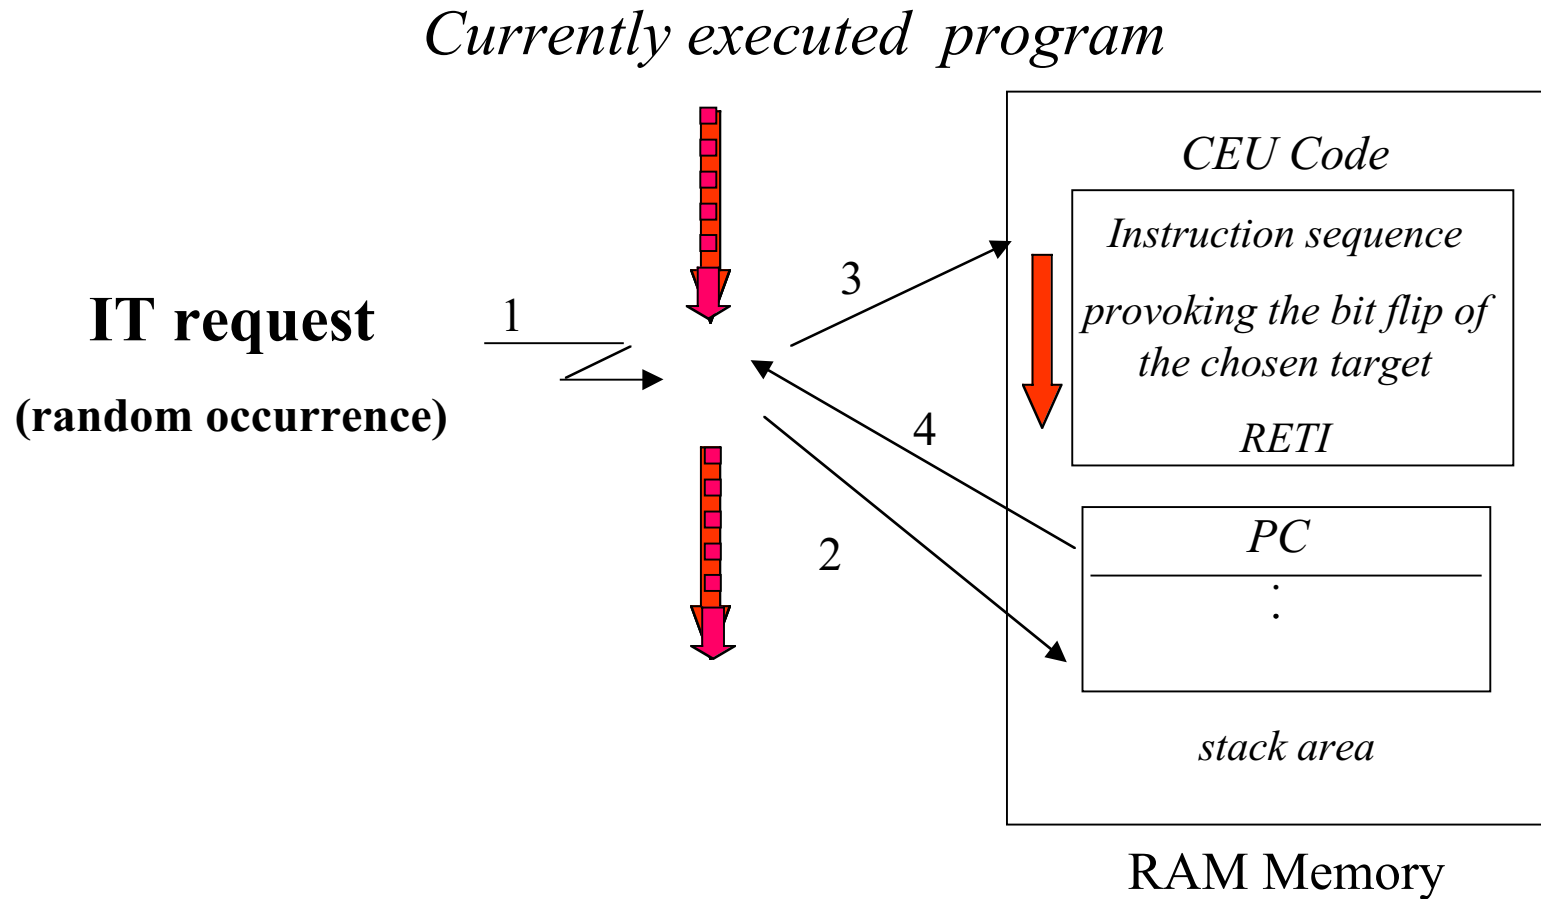 Currently executed program
CEU Code
Instruction sequence
provoking the bit flip of
the chosen target
RETI
IT request
(random occurrence)
1
3
4
2
PC
:
stack area
RAM Memory